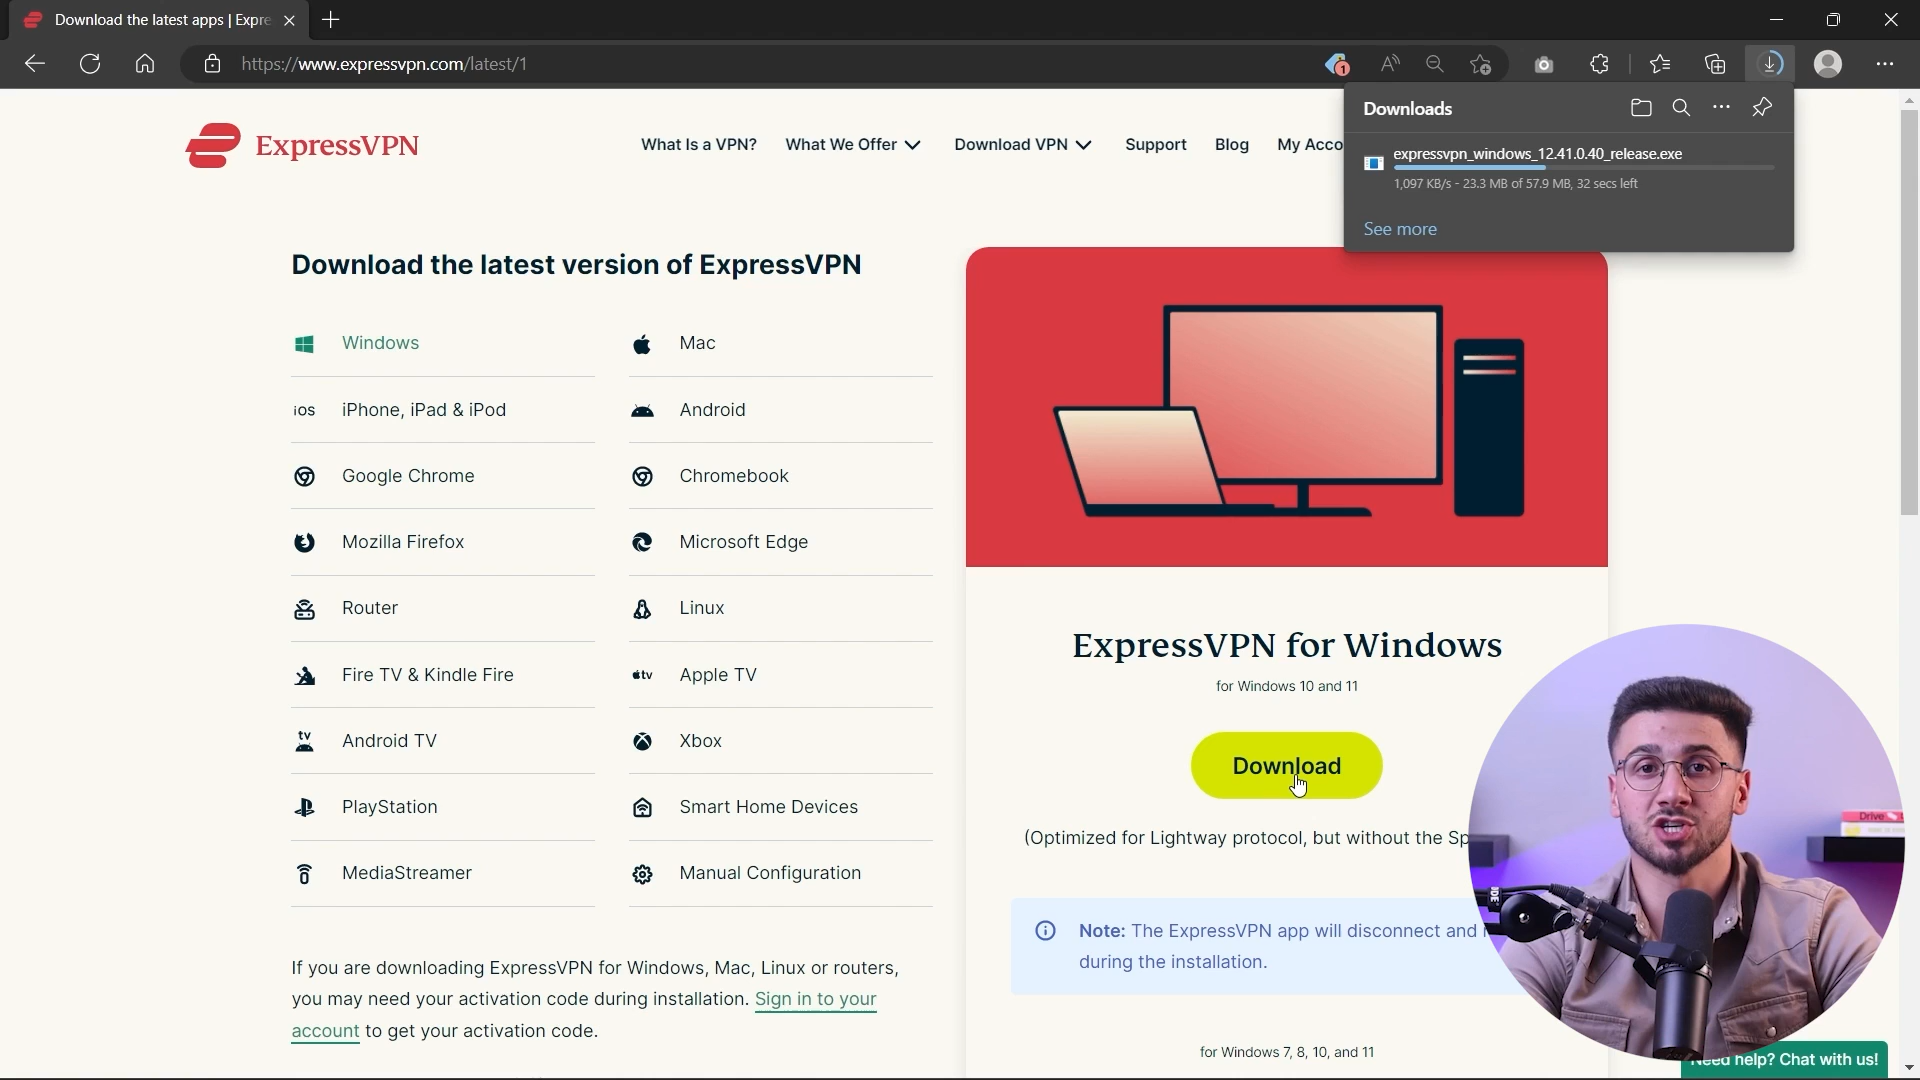 Download the latest apps | Expre
https://www.expressvpn.com/latest/1
1
Downloads
expressvpn_windows_12.41.0.40_release.exe
1,097 KB/s - 23.3 MB of 57.9 MB, 32 secs left
See more
ExpressVPN
What Is a VPN?
What We Offer
Download VPN
Support
Blog
My Acco
Download the latest version of ExpressVPN
Windows
Mac
iOS
iPhone, iPad & iPod
Android
Google Chrome
Chromebook
Mozilla Firefox
Microsoft Edge
Router
Linux
Fire TV & Kindle Fire
tv
Apple TV
tv
Android TV
Xbox
PlayStation
Smart Home Devices
MediaStreamer
Manual Configuration
If you are downloading ExpressVPN for Windows, Mac, Linux or routers,
you may need your activation code during installation. Sign in to your
account to get your activation code.
ExpressVPN for Windows
for Windows 10 and 11
Download
(Optimized for Lightway protocol, but without the Sp
Note: The ExpressVPN app will disconnect and
during the installation.
for Windows 7, 8, 10, and 11
Drive
Need help? Chat with us!